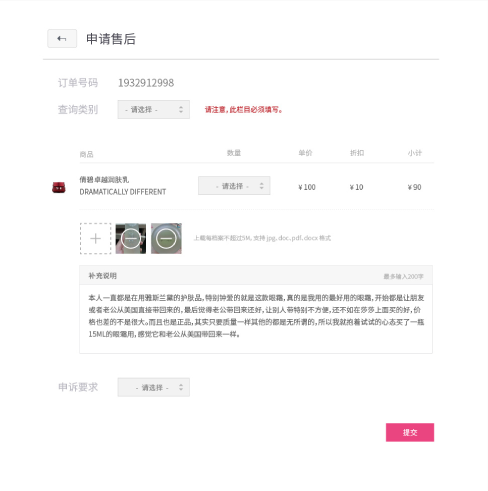 申请售后
订单号码 1932912998
查询类别 - 请选择 - 请注意，此栏目必须填写。
商品 数量 单价 折扣 小计
倩碧卓越润肤乳
DRAMATICALLY DIFFERENT - 请选择 - ¥ 100 ¥ 10 ¥ 90
上载每档案不超过5M, 支持 jpg, doc, pdf, docx 格式
补充说明 最多输入200字
本人一直都是在用雅斯兰黛的护肤品，特别钟爱的就是这款眼霜，真的是我用的最好用的眼霜，开始都是让朋友
或者老公从美国直接带回来的，最后觉得老公带回来还好，让别人带特别不方便，还不如在莎莎上面买的好，价
格也差的不是很大。而且也是正品，其实只要质量一样其他的都是无所谓的，所以我就抱着试试的心态买了一瓶
15ML的眼霜用，感觉它和老公从美国带回来一样。
申诉要求 - 请选择 -
提交